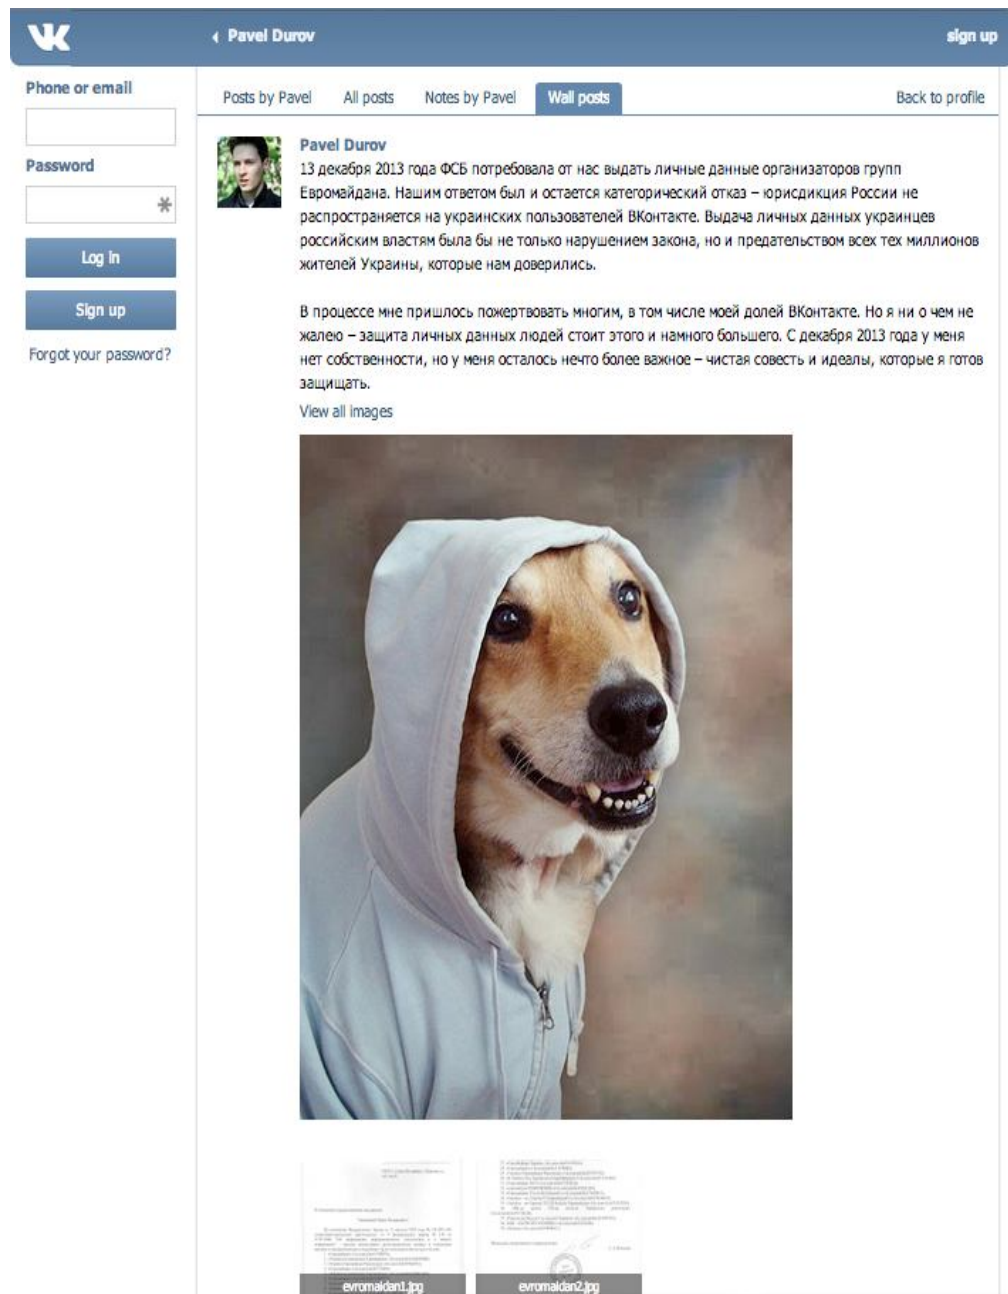 Pavel Durov
sign up
Phone or email
Password
Log in
Sign up
Forgot your password?
Posts by Pavel
All posts
Notes by Pavel
Wall posts
Back to profile
Pavel Durov
13 декабря 2013 года ФСБ потребовала от нас выдать личные данные организаторов групп
Евромайдана. Нашим ответом был и остается категорический отказ – юрисдикция России не
распространяется на украинских пользователей ВКонтакте. Выдача личных данных украинцев
российским властям была бы не только нарушением закона, но и предательством всех тех миллионов
жителей Украины, которые нам доверились.
В процессе мне пришлось пожертвовать многим, в том числе моей долей ВКонтакте. Но я ни о чем не
жалею – защита личных данных людей стоит этого и намного большего. С декабря 2013 года у меня
нет собственности, но у меня осталось нечто более важное – чистая совесть и идеалы, которые я готов
защищать.
View all images
evromaidan1.jpg
evromaidan2.jpg